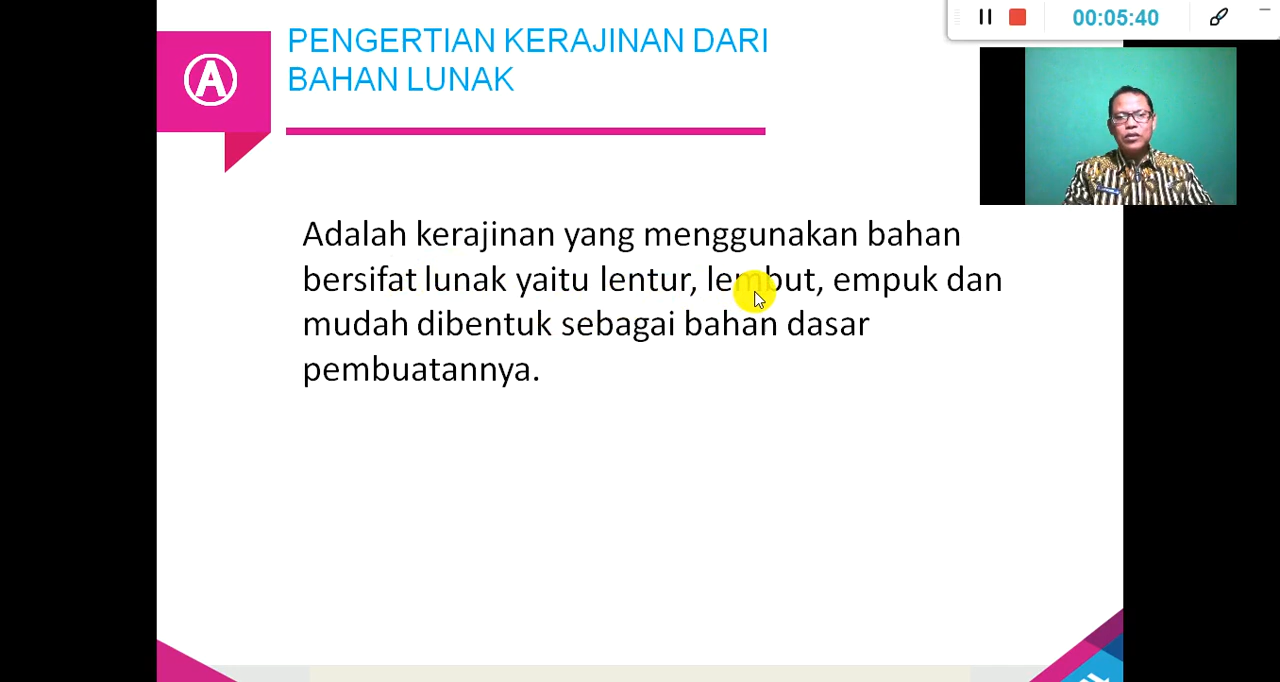 00:05:40
A
PENGERTIAN KERAJINAN DARI
BAHAN LUNAK
Adalah kerajinan yang menggunakan bahan
bersifat lunak yaitu lentur, lembut, empuk dan
mudah dibentuk sebagai bahan dasar
pembuatannya.